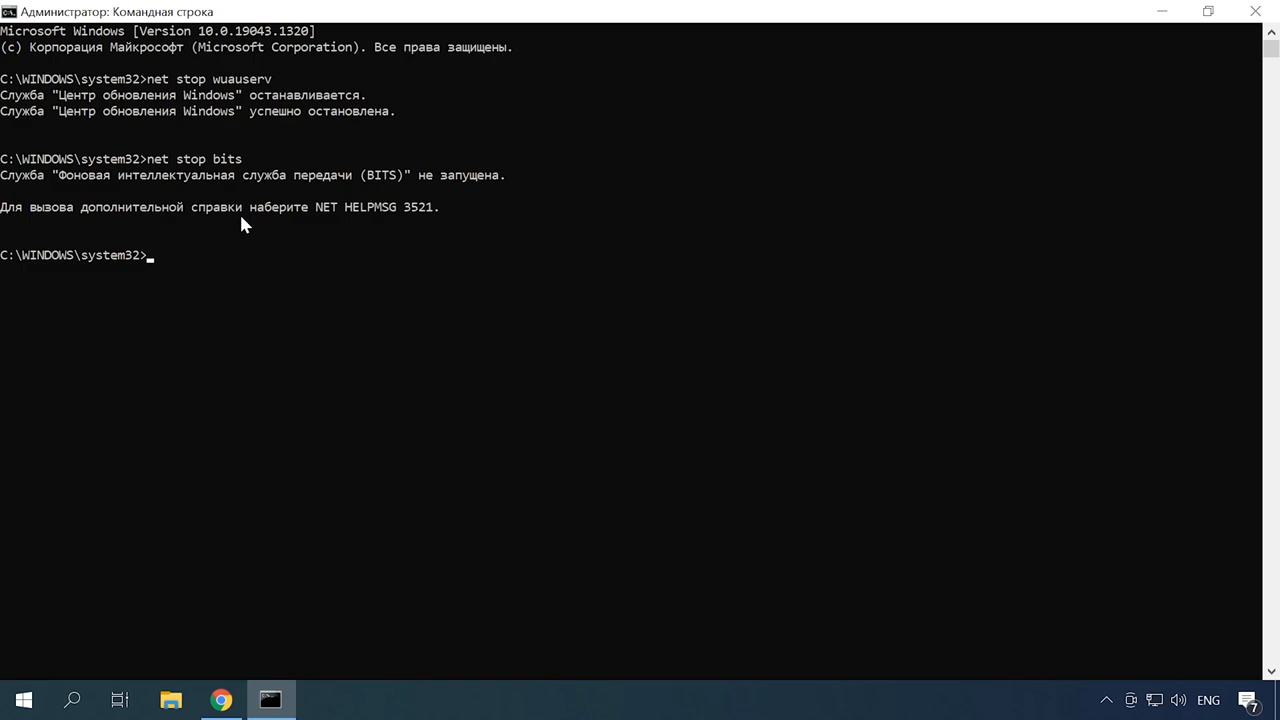 Администратор: Командная строка
Microsoft Windows [Version 10.0.19043.1320]
(c) Корпорация Майкрософт (Microsoft Corporation). Все права защищены.
C:\WINDOWS\system32>net stop wuauserv
Служба "Центр обновления Windows" останавливается.
Служба "Центр обновления Windows" успешно остановлена.
C:\WINDOWS\system32>net stop bits
Служба "Фоновая интеллектуальная служба передачи (BITS)" не запущена.
Для вызова дополнительной справки наберите NET HELPMSG 3521.
C:\WINDOWS\system32>
ENG
7